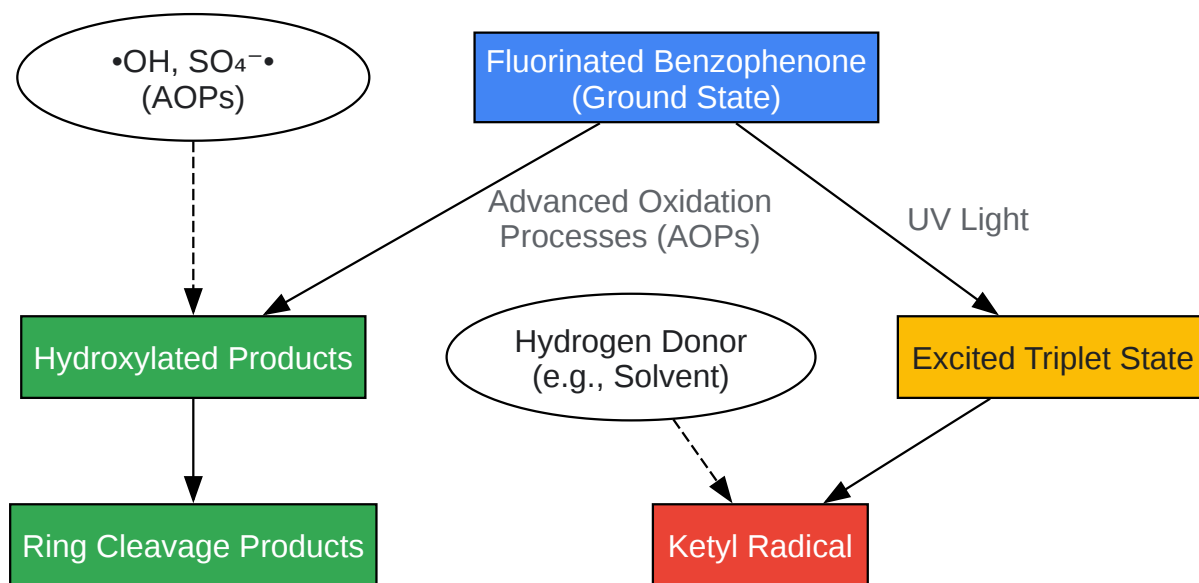 •OH, SO₄⁻•
(AOPs)
Fluorinated Benzophenone
(Ground State)
Advanced Oxidation
Processes (AOPs)
UV Light
Hydroxylated Products
Hydrogen Donor
(e.g., Solvent)
Excited Triplet State
Ring Cleavage Products
Ketyl Radical